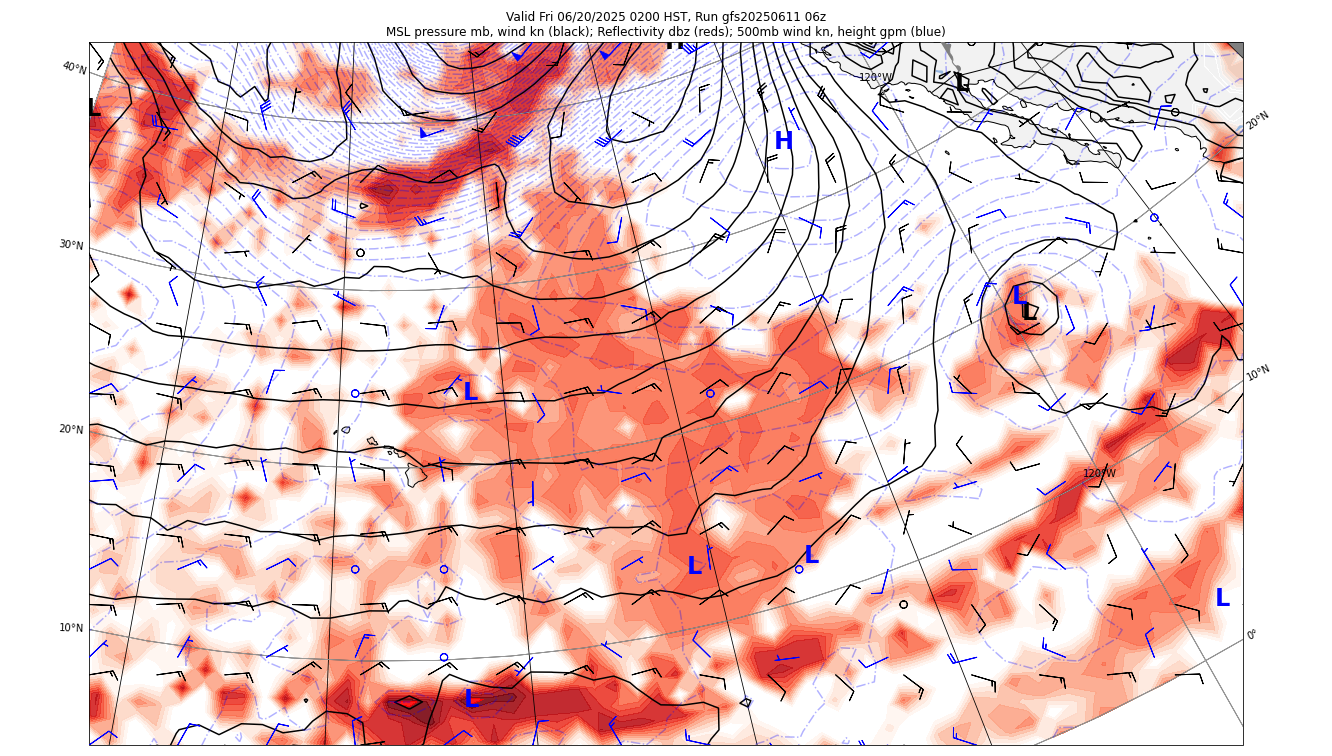 Valid Fri 06/20/2025 0200 HST, Run gfs20250611 06z
MSL pressure mb, wind kn (black); Reflectivity dbz (reds); 500mb wind kn, height gpm (blue)
40°N
120°W
L
L
20°N
H
30°N
L
L
10°N
L
20°N
120°W
L
L
L
10°N
0°
L